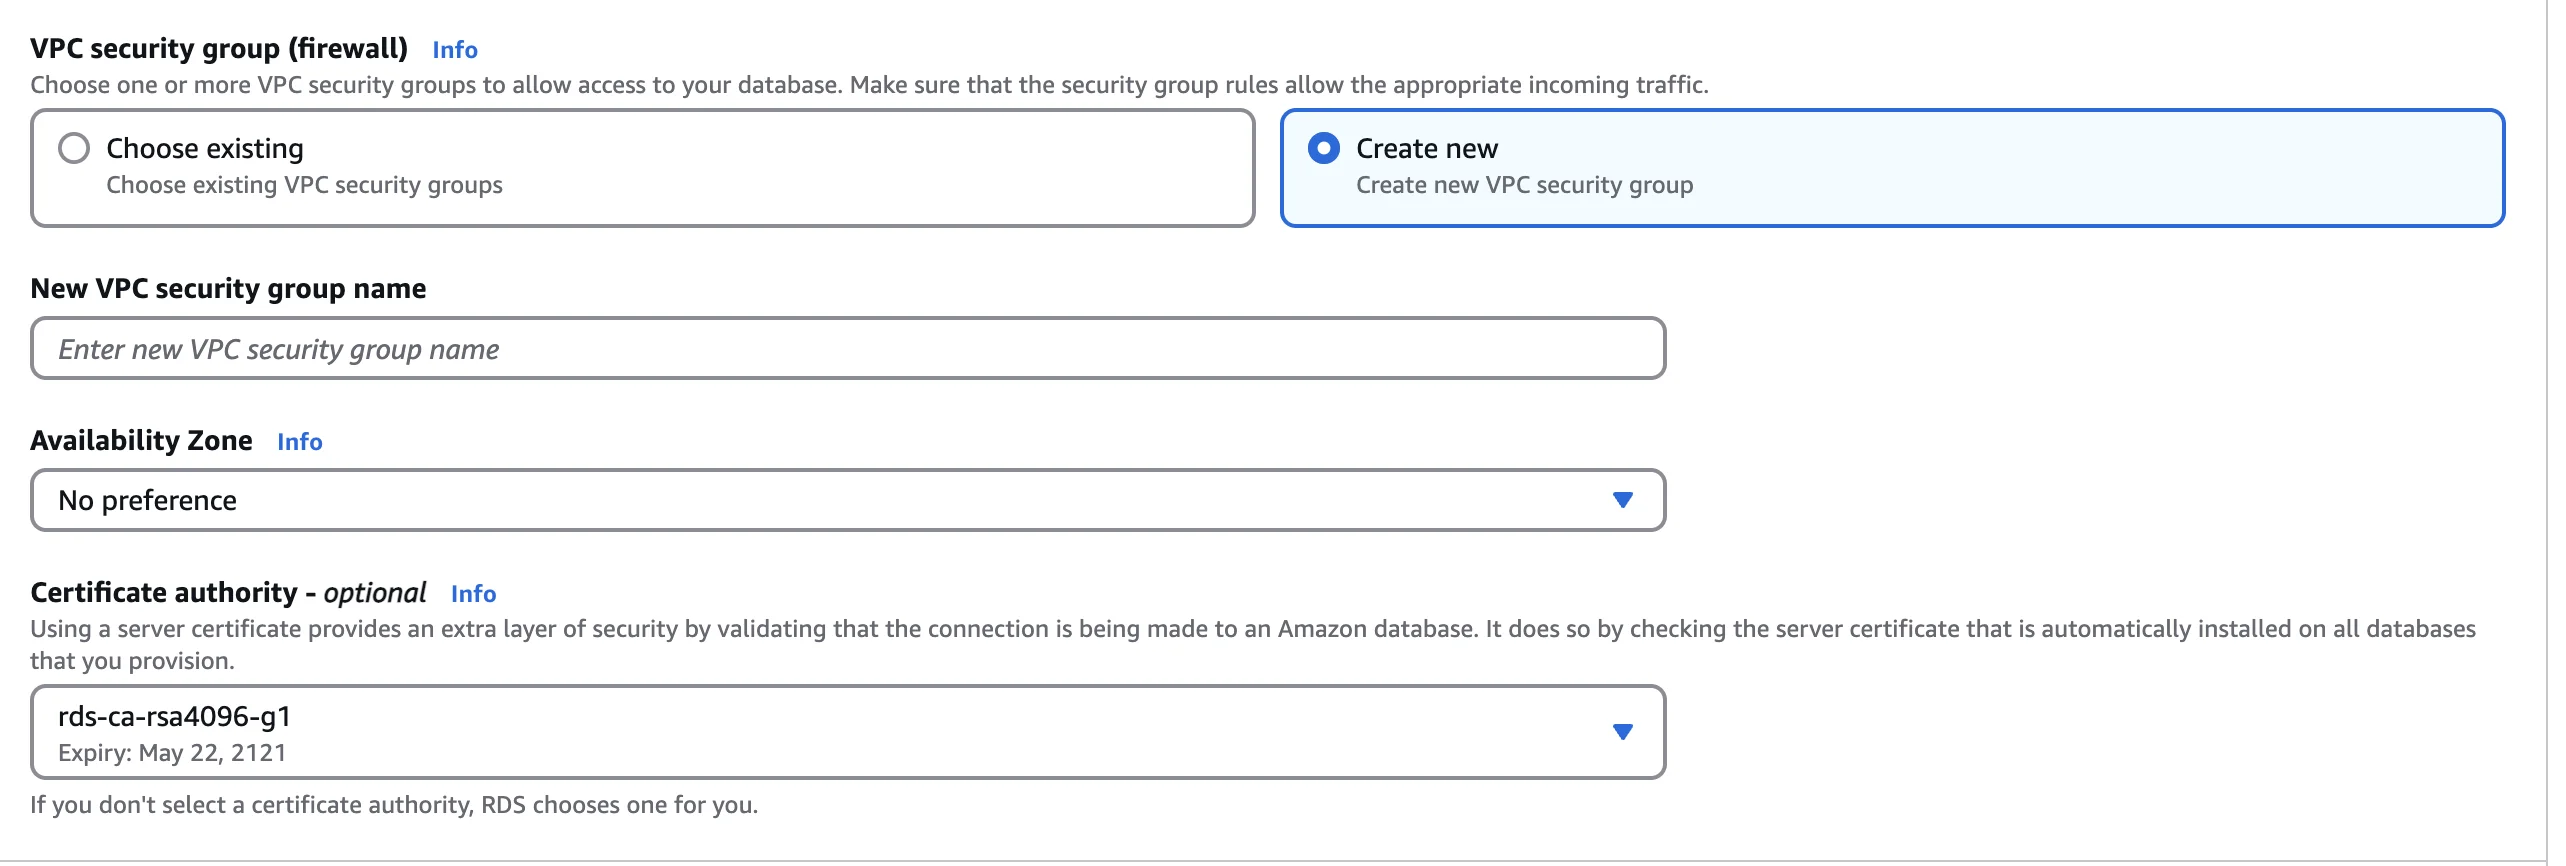 VPC security group (firewall) Info
Choose one or more VPC security groups to allow access to your database. Make sure that the security group rules allow the appropriate incoming traffic.
Choose existing
Choose existing VPC security groups
Create new
Create new VPC security group
New VPC security group name
Enter new VPC security group name
Availability Zone Info
No preference
Certificate authority - optional Info
Using a server certificate provides an extra layer of security by validating that the connection is being made to an Amazon database. It does so by checking the server certificate that is automatically installed on all databases
that you provision.
rds-ca-rsa4096-g1
Expiry: May 22, 2121
If you don't select a certificate authority, RDS chooses one for you.